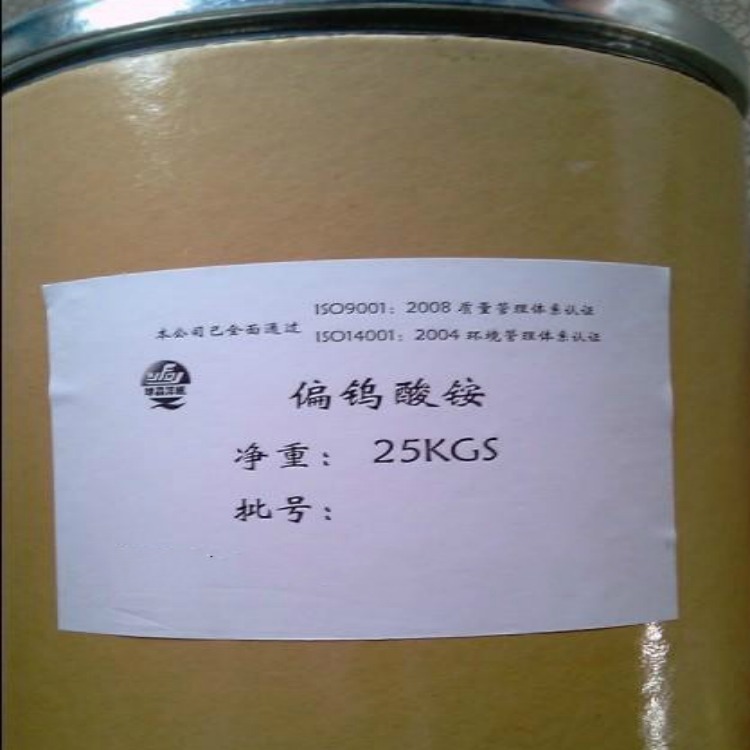 ISO9001：2008 质量管理体系认证
本公司已全面通过
ISO14001：2004 环境管理体系认证
偏钨酸铵
净重： 25KGS
批号：